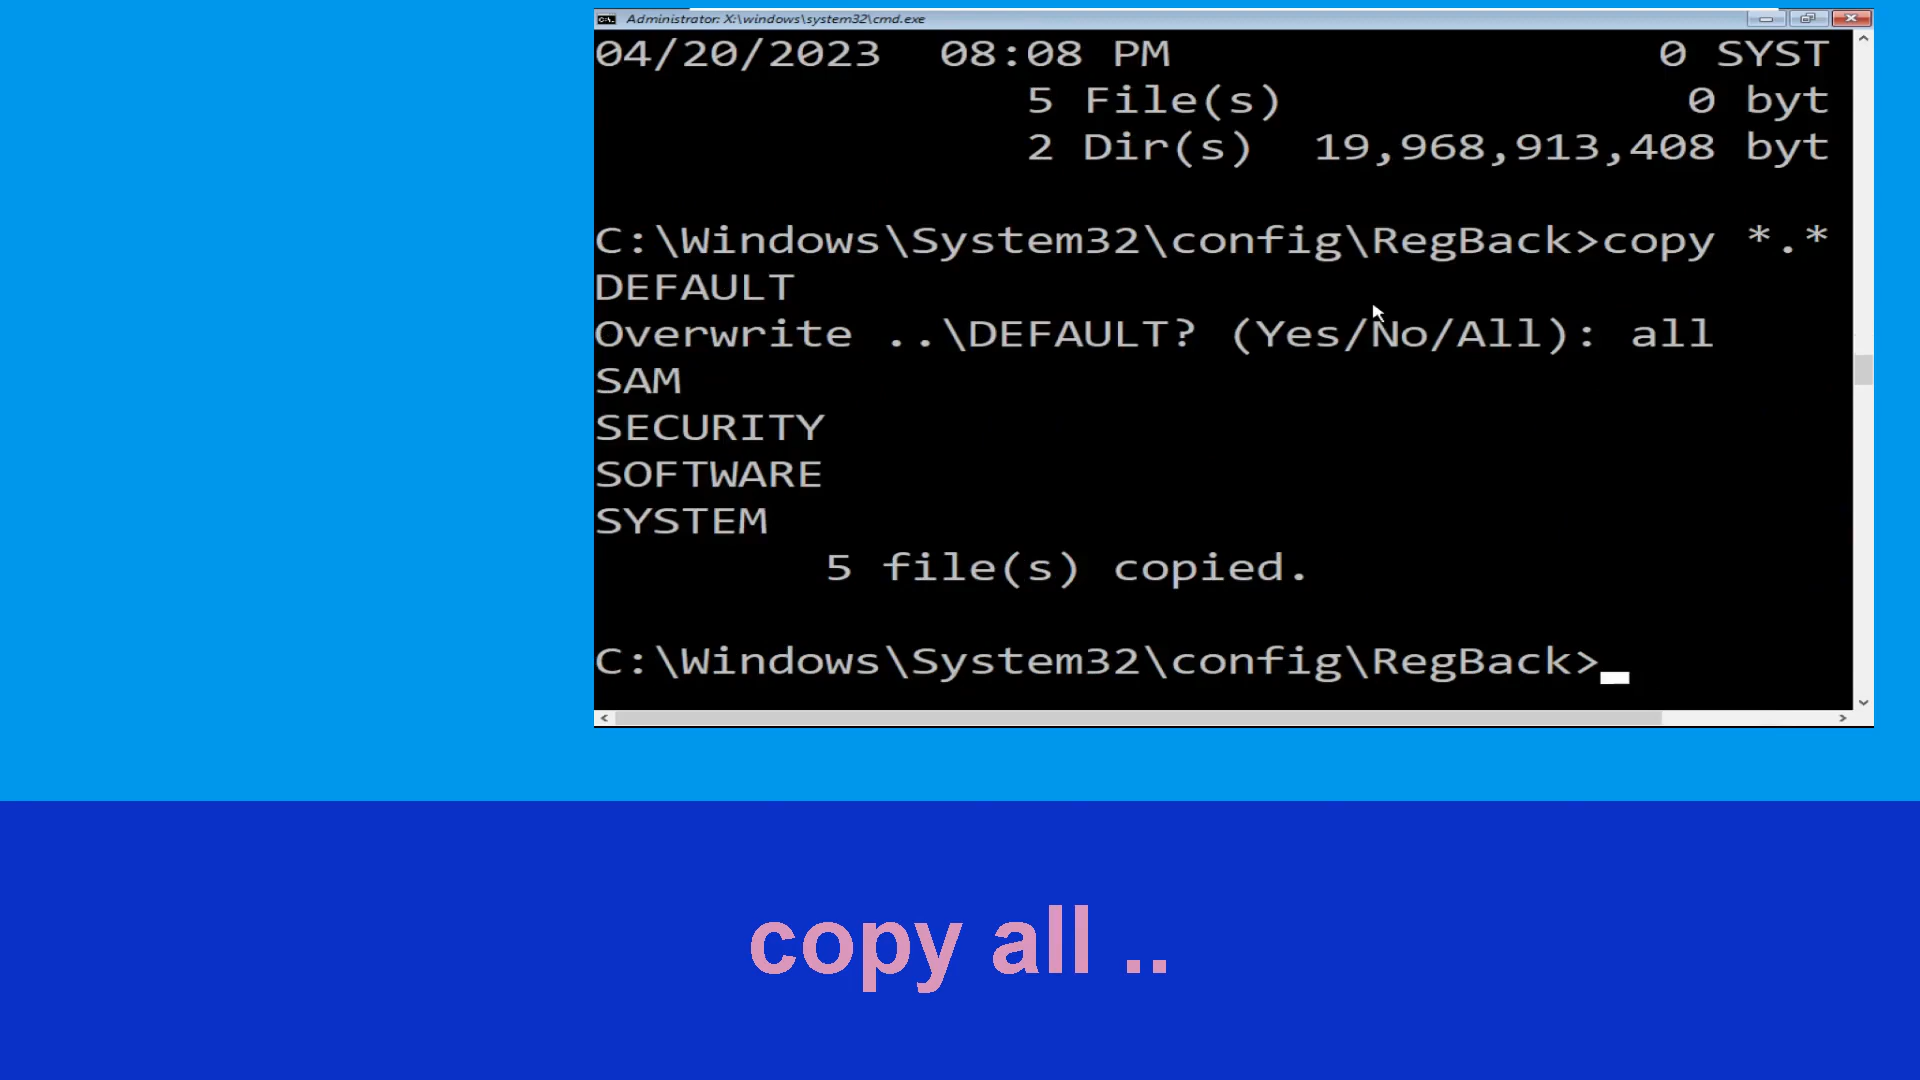 Administrator: X:\windows\system32\cmd.exe
04/20/2023  08:08 PM                 0 SYST
               5 File(s)              0 byt
               2 Dir(s)  19,968,913,408 byt
C:\Windows\System32\config\RegBack>copy *.*
DEFAULT
Overwrite ..\DEFAULT? (Yes/No/All): all
SAM
SECURITY
SOFTWARE
SYSTEM
        5 file(s) copied.
C:\Windows\System32\config\RegBack>_
copy all ..